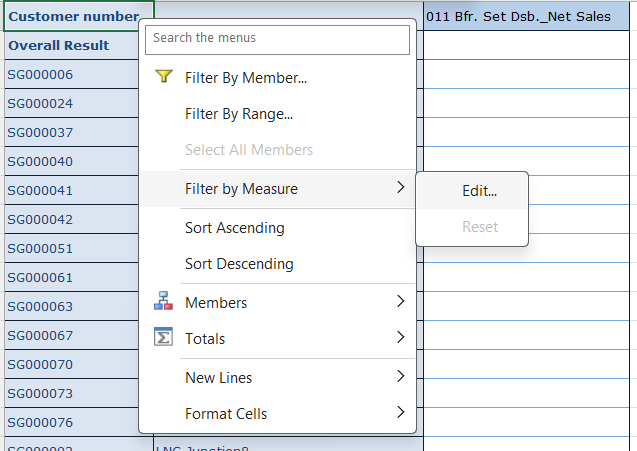 Customer number
011 Bfr. Set Dsb._Net Sales
Search the menus
Overall Result
SG000006
Filter By Member...
SG000024
Filter By Range...
SG000037
Select All Members
SG000040
SG000041
Filter by Measure
Edit...
SG000042
Sort Ascending
Reset
SG000051
Sort Descending
SG000061
SG000063
Members
SG000067
Totals
SG000070
New Lines
SG000073
SG000076
Format Cells